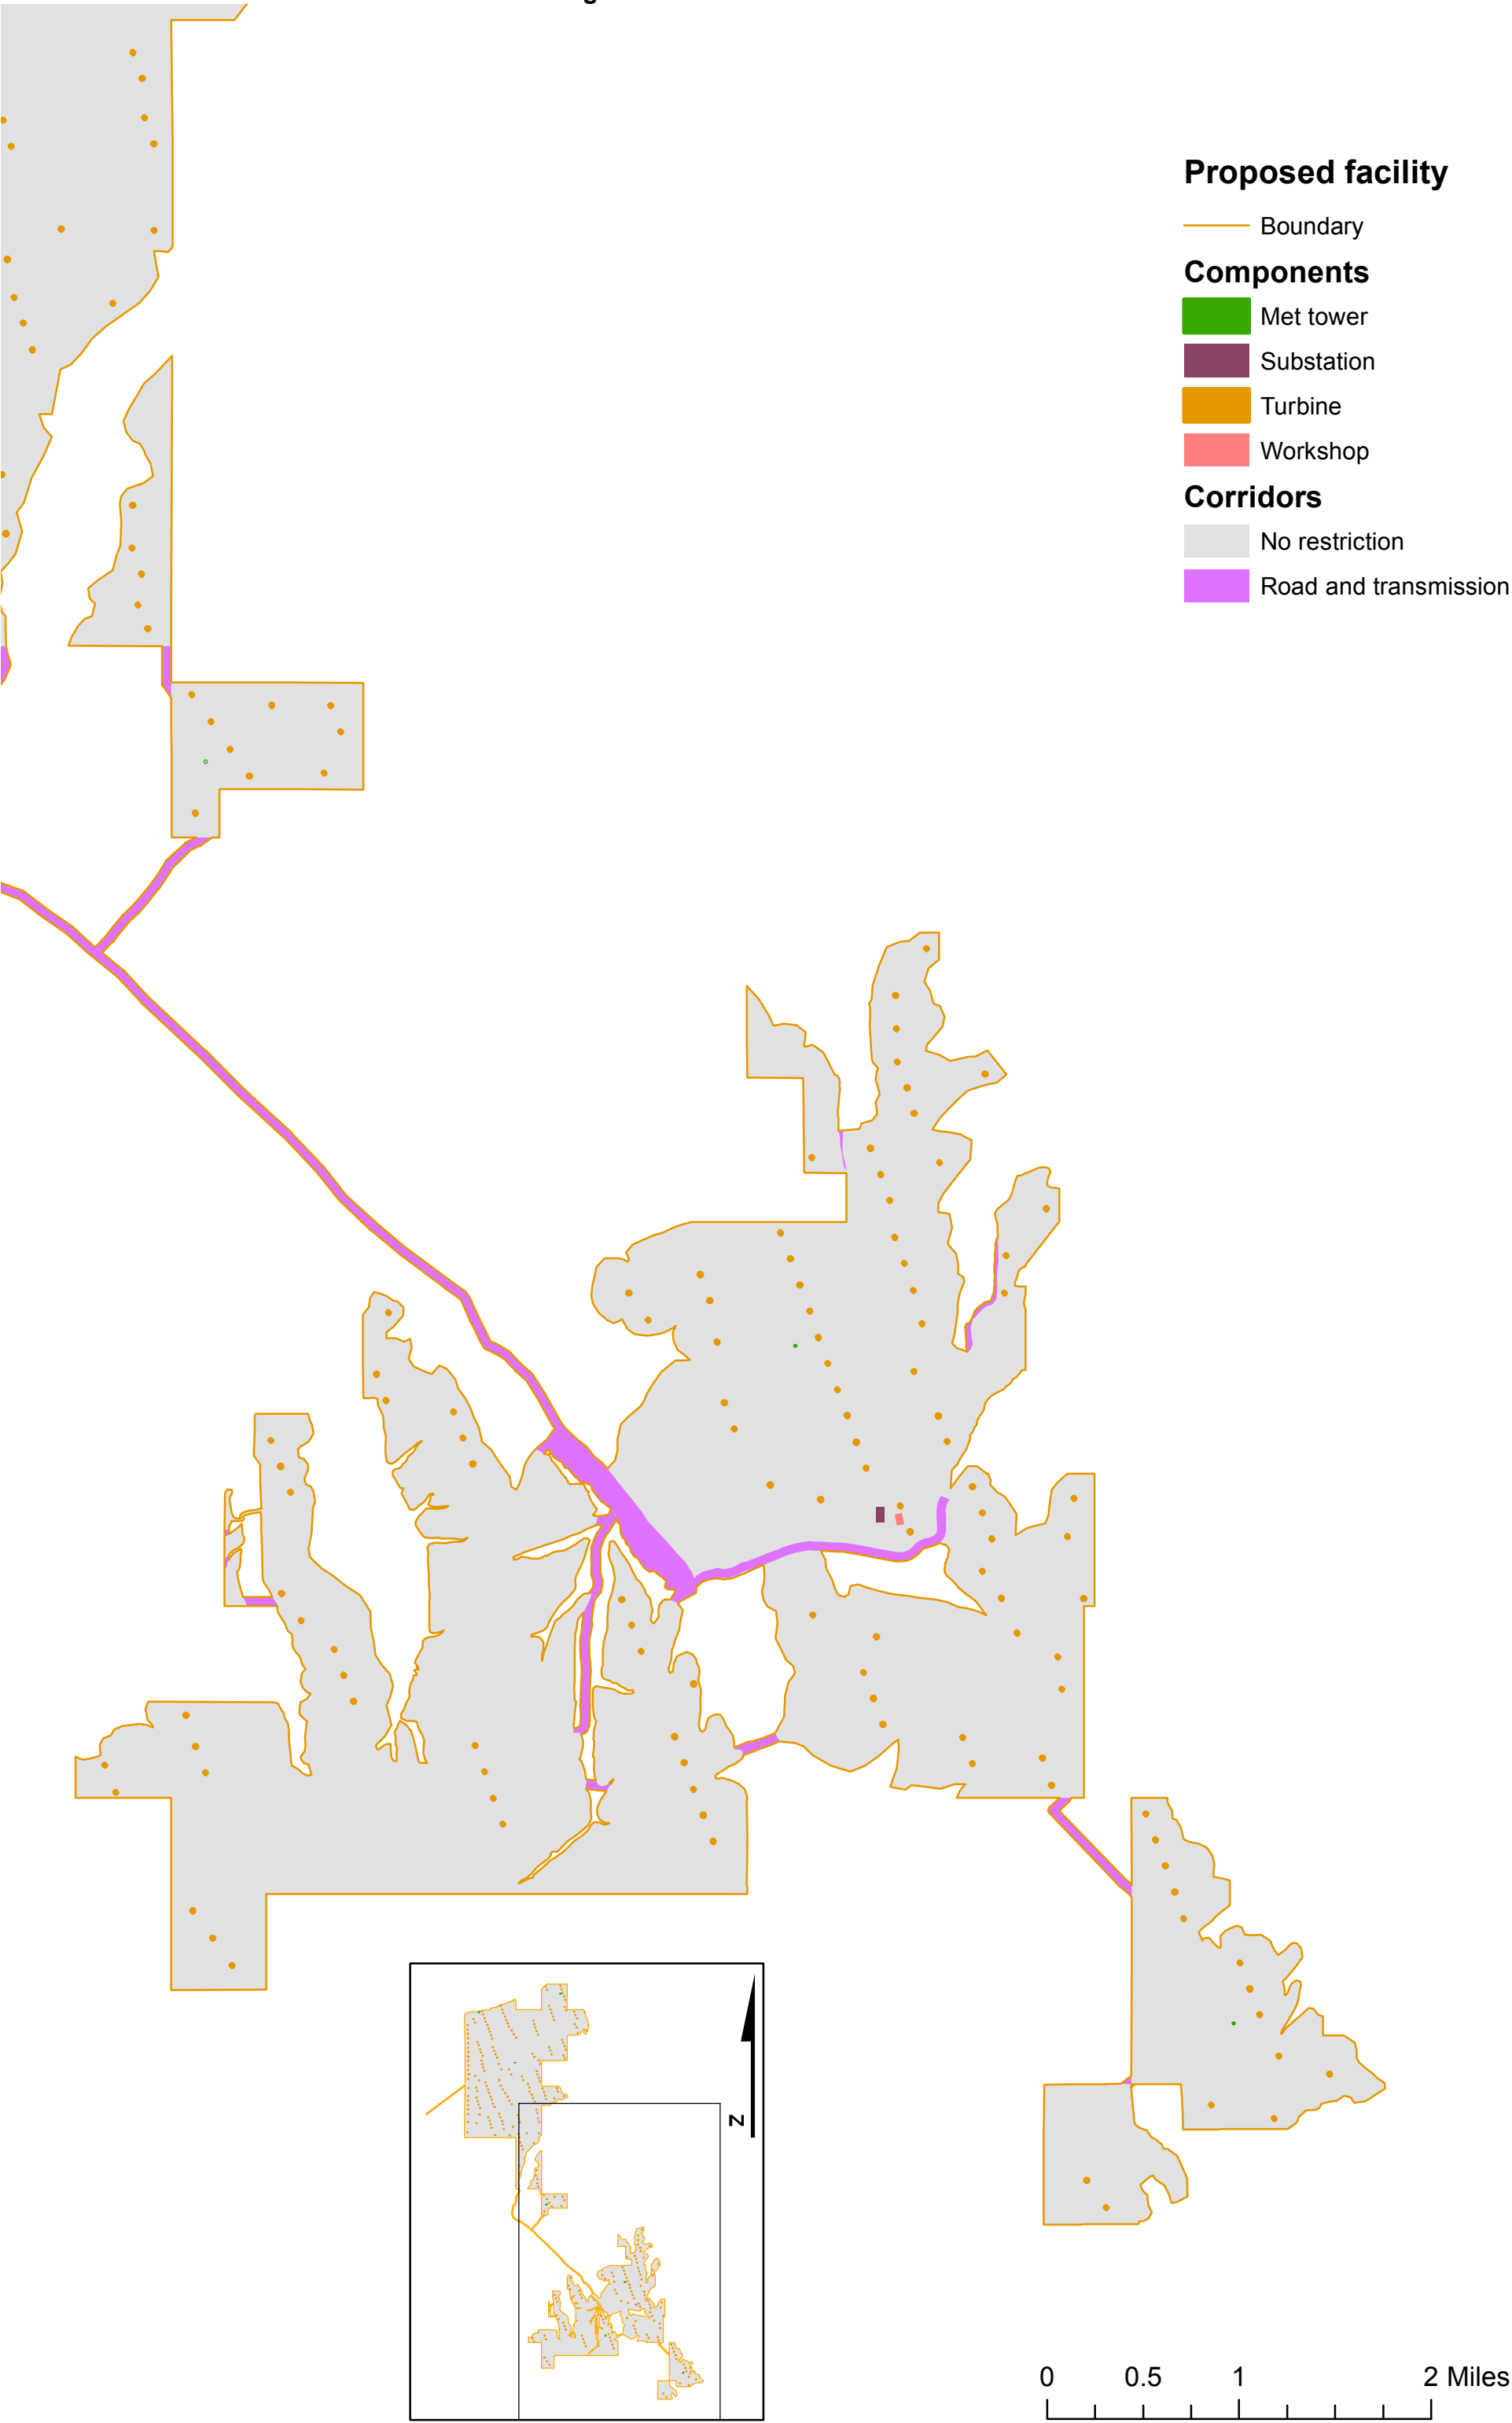 Proposed facility
Boundary
Components
Met tower
Substation
Turbine
Workshop
Corridors
No restriction
Road and transmission
N
0 0.5 1 2 Miles